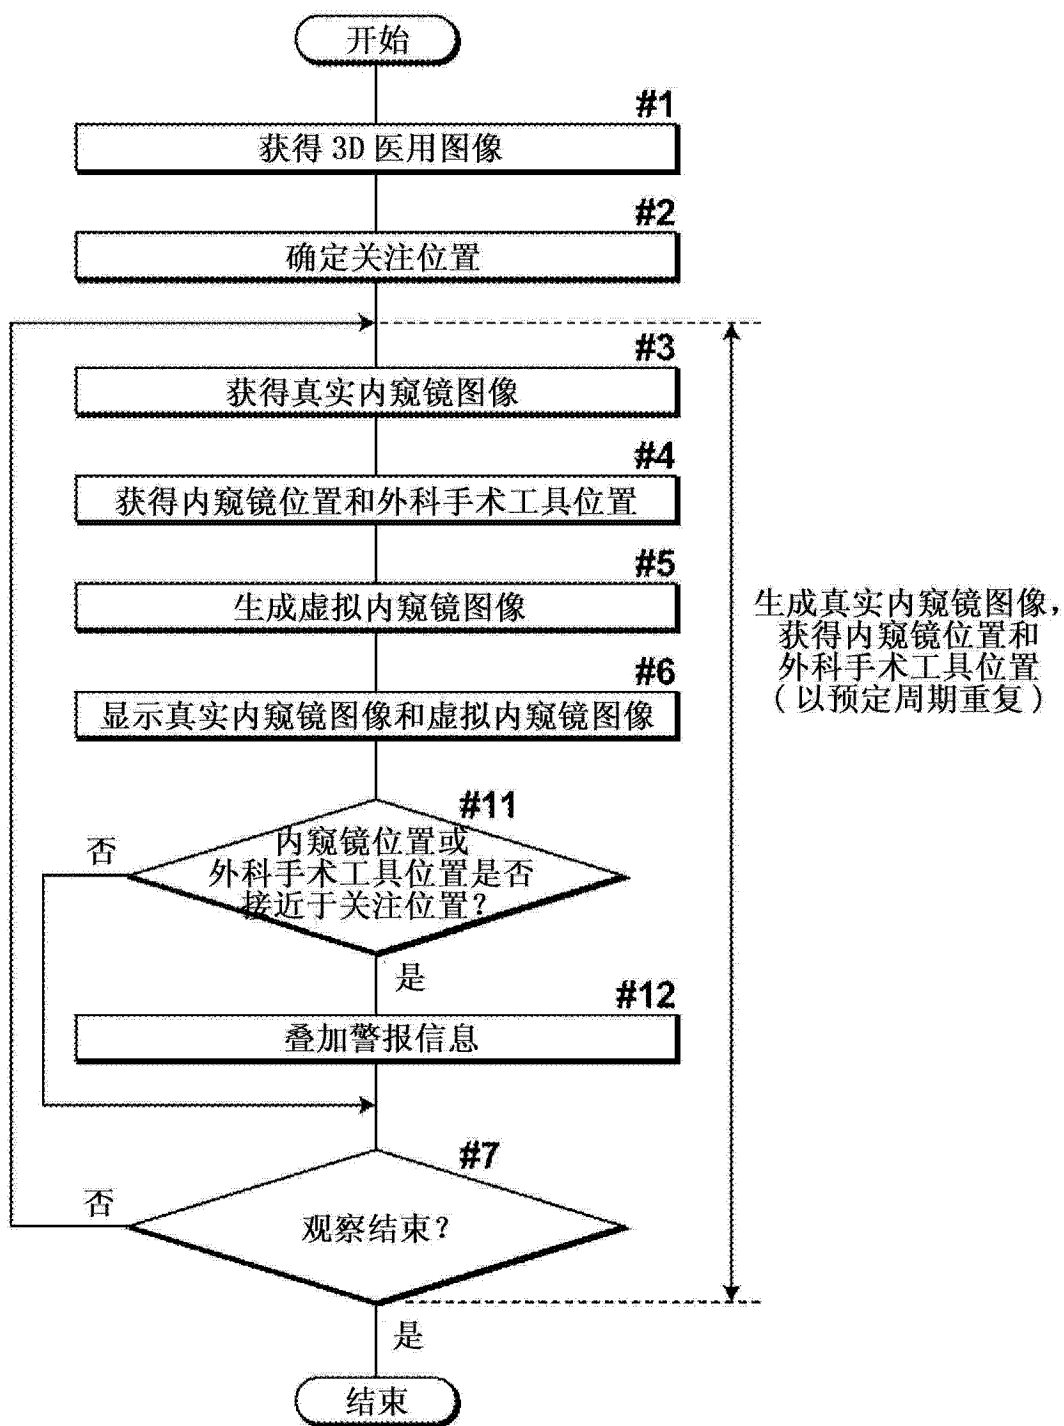 开始
#1
获得 3D 医用图像
#2
确定关注位置
#3
获得真实内窥镜图像
#4
获得内窥镜位置和外科手术工具位置
#5
生成虚拟内窥镜图像
#6
显示真实内窥镜图像和虚拟内窥镜图像
生成真实内窥镜图像,
获得内窥镜位置和
外科手术工具位置
(以预定周期重复)
#11
内窥镜位置或
外科手术工具位置是否
接近于关注位置?
否
是
#12
叠加警报信息
#7
观察结束?
否
是
结束